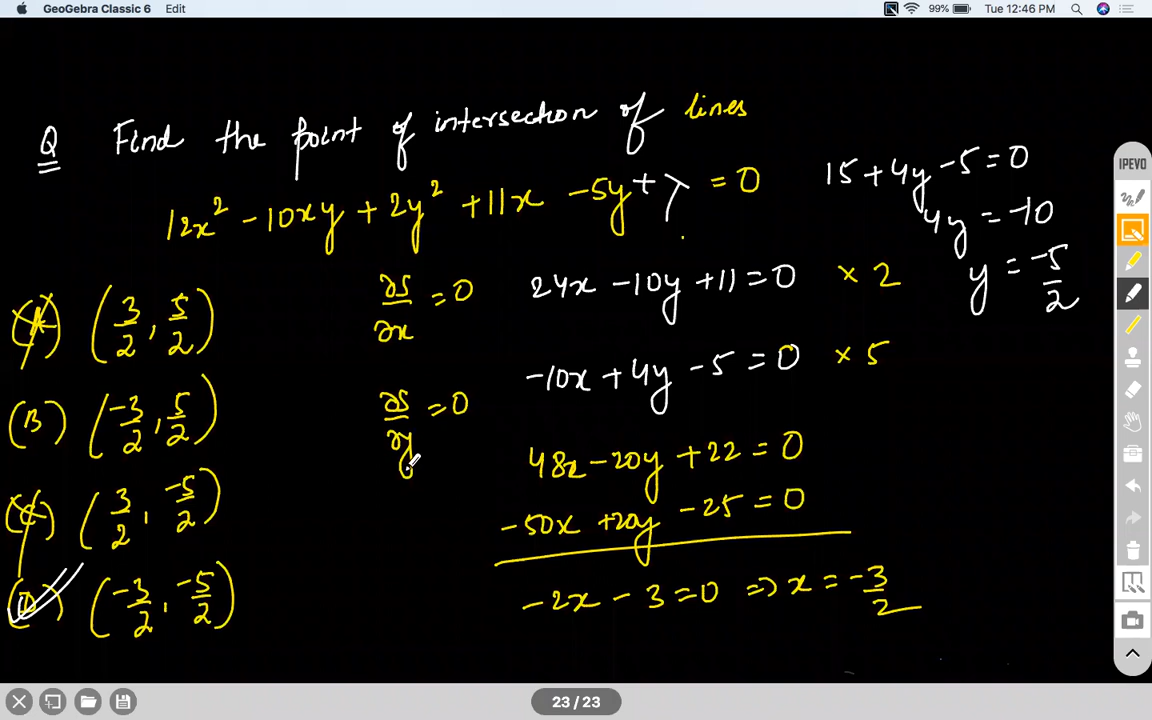 GeoGebra Classic 6 Edit
99% Tue 12:46 PM
Q Find the point of intersection of lines
12x² - 10xy + 2y² + 11x - 5y + 7 = 0
15 + 4y - 5 = 0
4y = -10
y = -5/2
∂S/∂x = 0 24x - 10y + 11 = 0 × 2
∂S/∂y = 0 -10x + 4y - 5 = 0 × 5
48x - 20y + 22 = 0
-50x + 20y - 25 = 0
-2x - 3 = 0 => x = -3/2
(A) (3/2, 5/2)
(B) (-3/2, 5/2)
(C) (3/2, -5/2)
(D) (-3/2, -5/2)
IPEVO
23 / 23